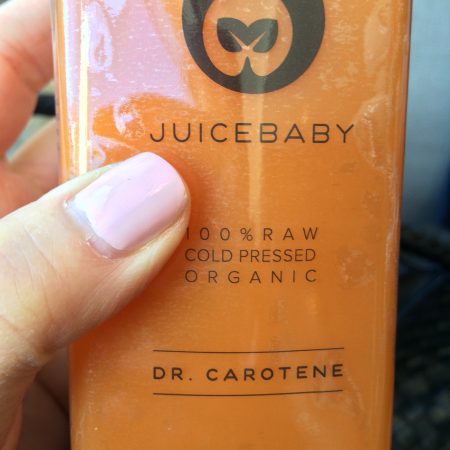 JUICEBABY
100% RAW
COLD PRESSED
ORGANIC
DR. CAROTENE